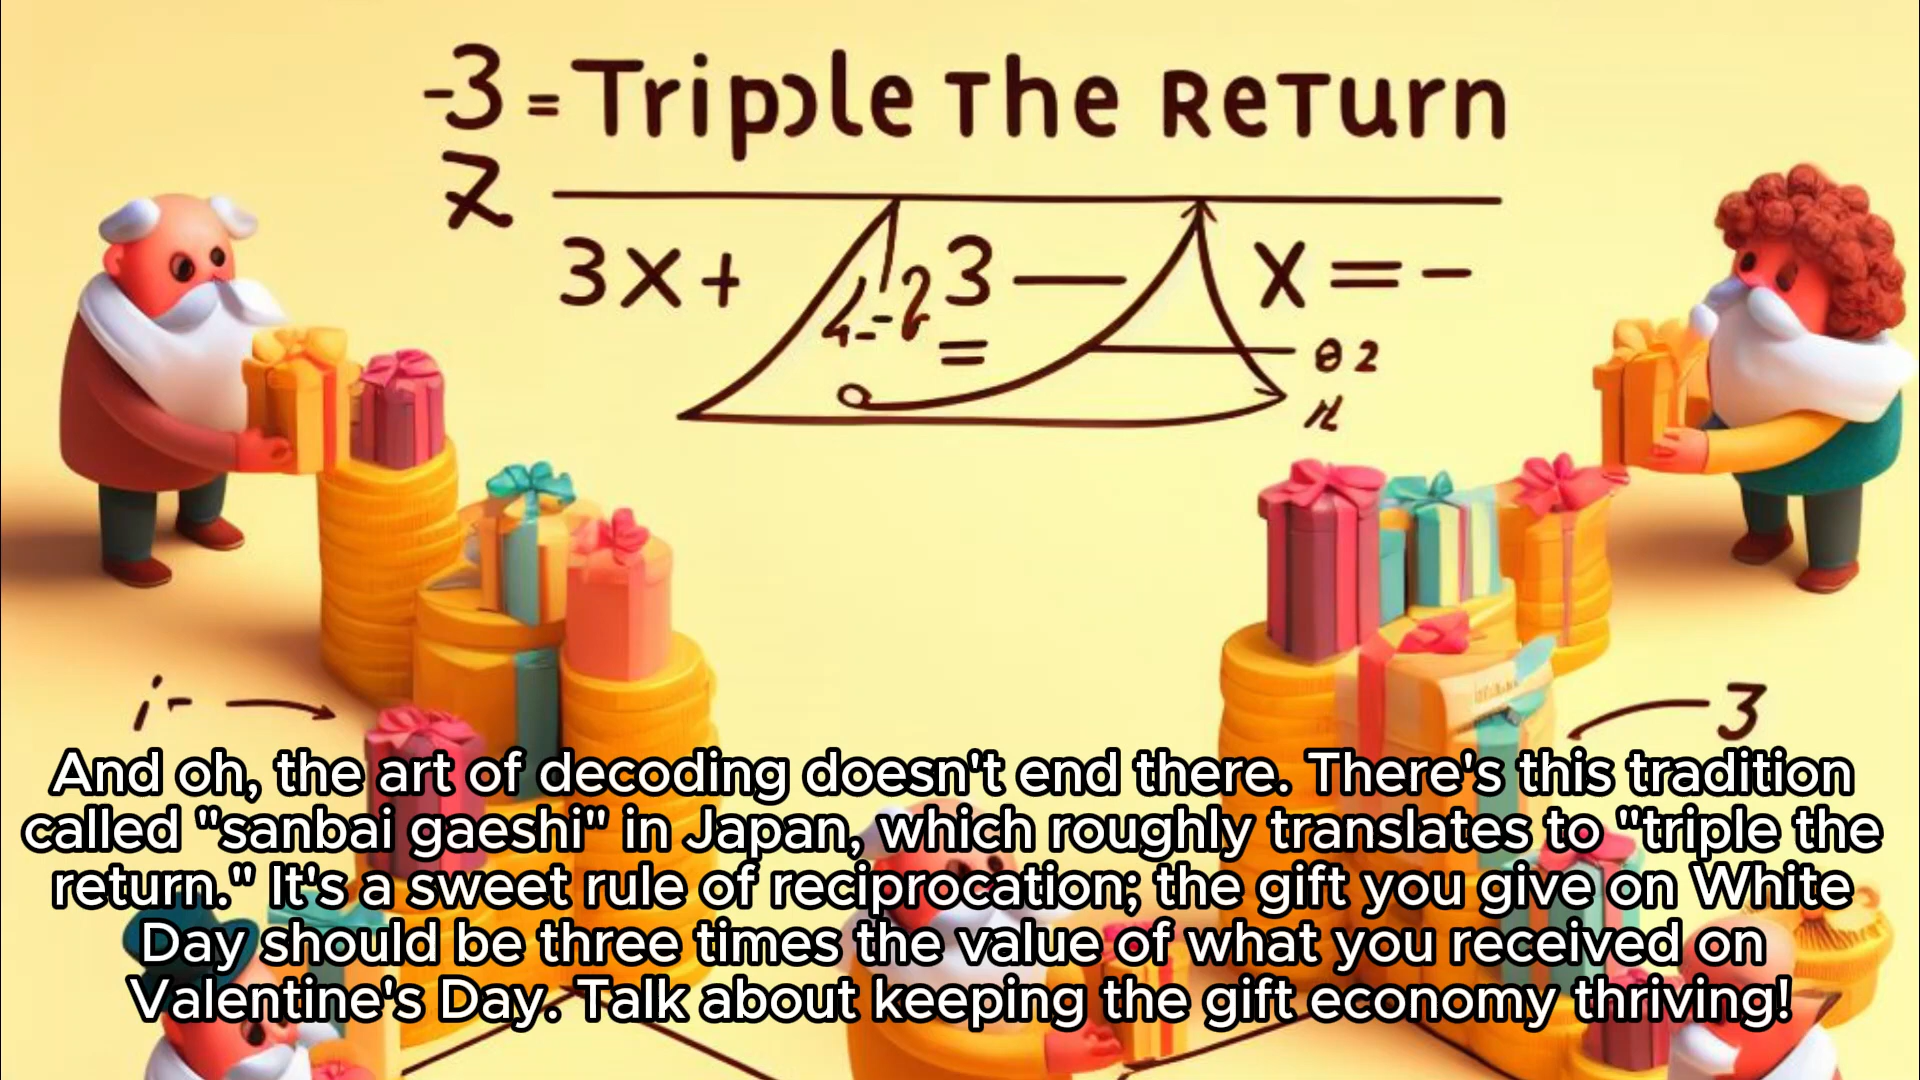 -3 = Tripple The ReTurn
3x+
3 — x = -
=
2
3
And oh, the art of decoding doesn't end there. There's this tradition
called "sanbai gaeshi" in Japan, which roughly translates to "triple the
return." It's a sweet rule of reciprocation; the gift you give on White
Day should be three times the value of what you received on
Valentine's Day. Talk about keeping the gift economy thriving!